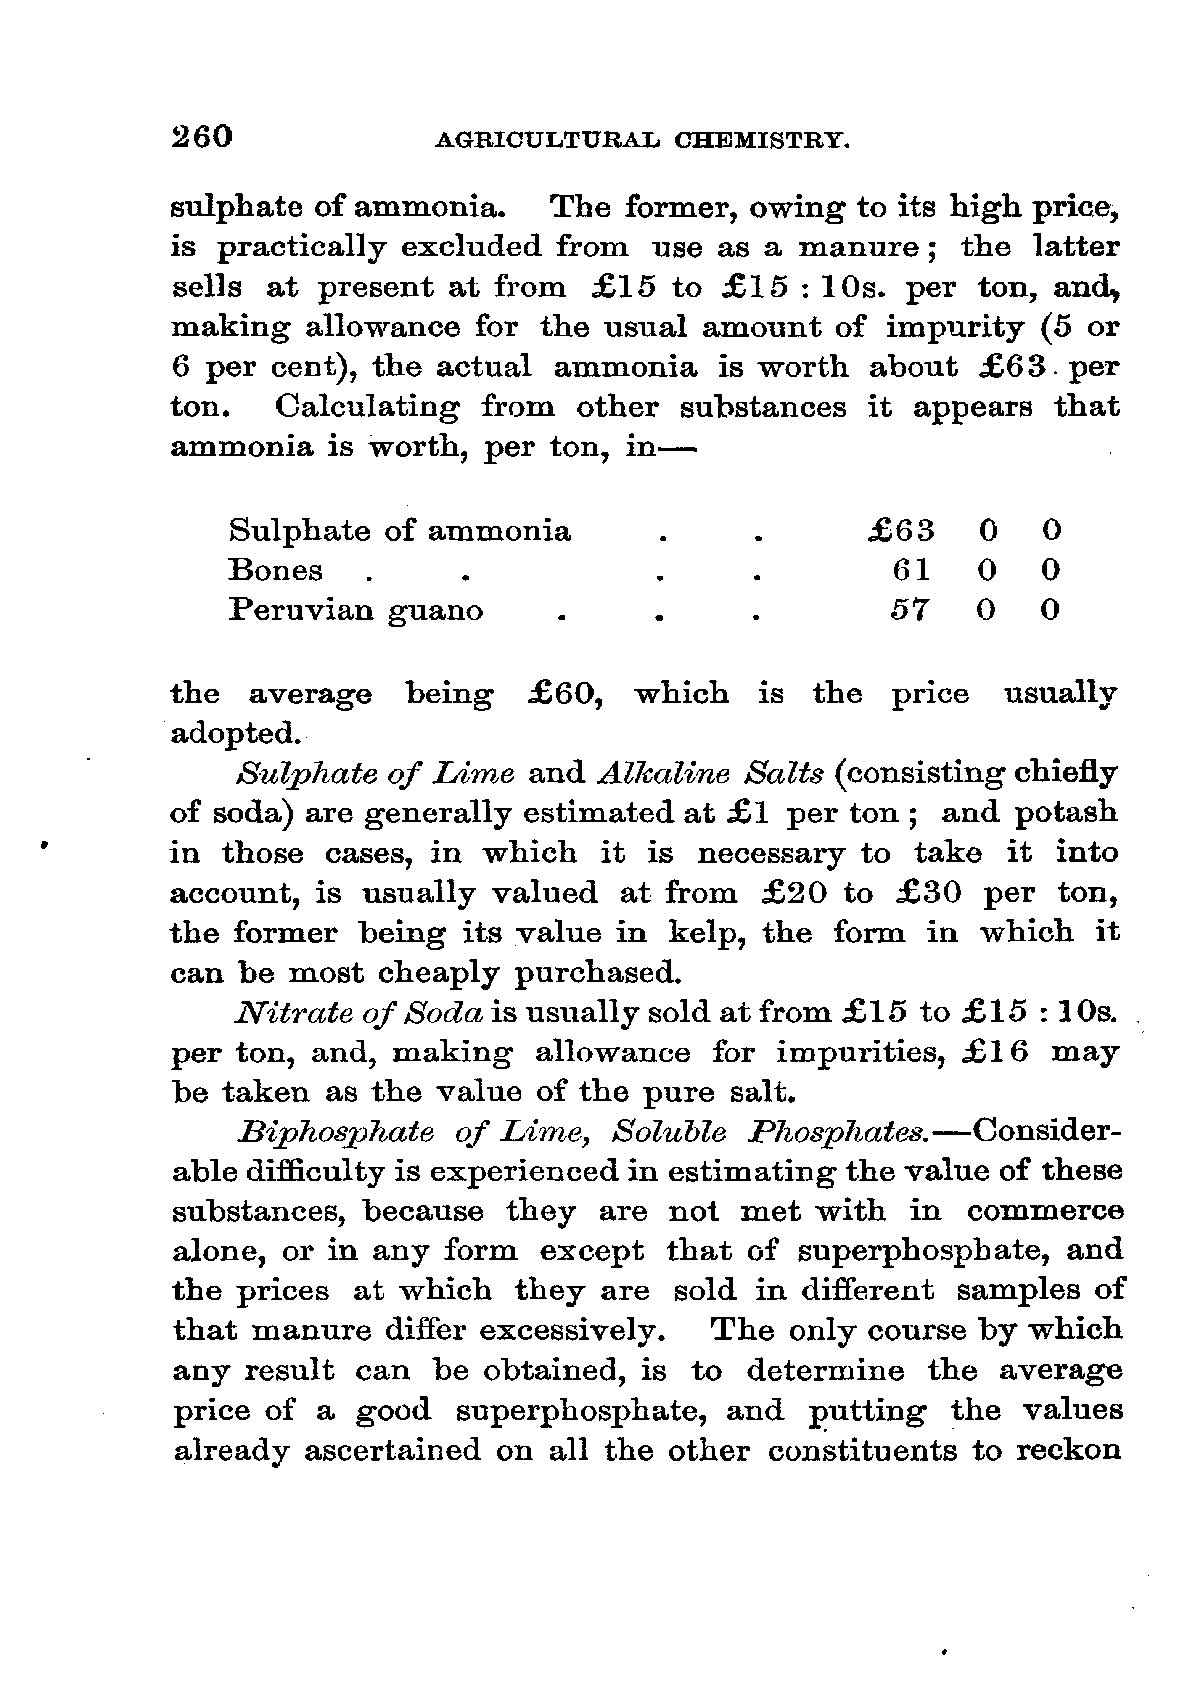 260 AGRICULTURAL CHEMISTRY.
sulphate of ammonia. The former, owing to its high price,
is practically excluded from use as a manure; the latter
sells at present at from £15 to £15 : 10s. per ton, and,
making allowance for the usual amount of impurity (5 or
6 per cent), the actual ammonia is worth about £63 per
ton. Calculating from other substances it appears that
ammonia is worth, per ton, in—
Sulphate of ammonia . . £63 0 0
Bones . . . . 61 0 0
Peruvian guano . . . 57 0 0
the average being £60, which is the price usually
adopted.
Sulphate of Lime and Alkaline Salts (consisting chiefly
of soda) are generally estimated at £1 per ton; and potash
in those cases, in which it is necessary to take it into
account, is usually valued at from £20 to £30 per ton,
the former being its value in kelp, the form in which it
can be most cheaply purchased.
Nitrate of Soda is usually sold at from £15 to £15 : 10s.
per ton, and, making allowance for impurities, £16 may
be taken as the value of the pure salt.
Biphosphate of Lime, Soluble Phosphates.—Consider-
able difficulty is experienced in estimating the value of these
substances, because they are not met with in commerce
alone, or in any form except that of superphosphate, and
the prices at which they are sold in different samples of
that manure differ excessively. The only course by which
any result can be obtained, is to determine the average
price of a good superphosphate, and putting the values
already ascertained on all the other constituents to reckon